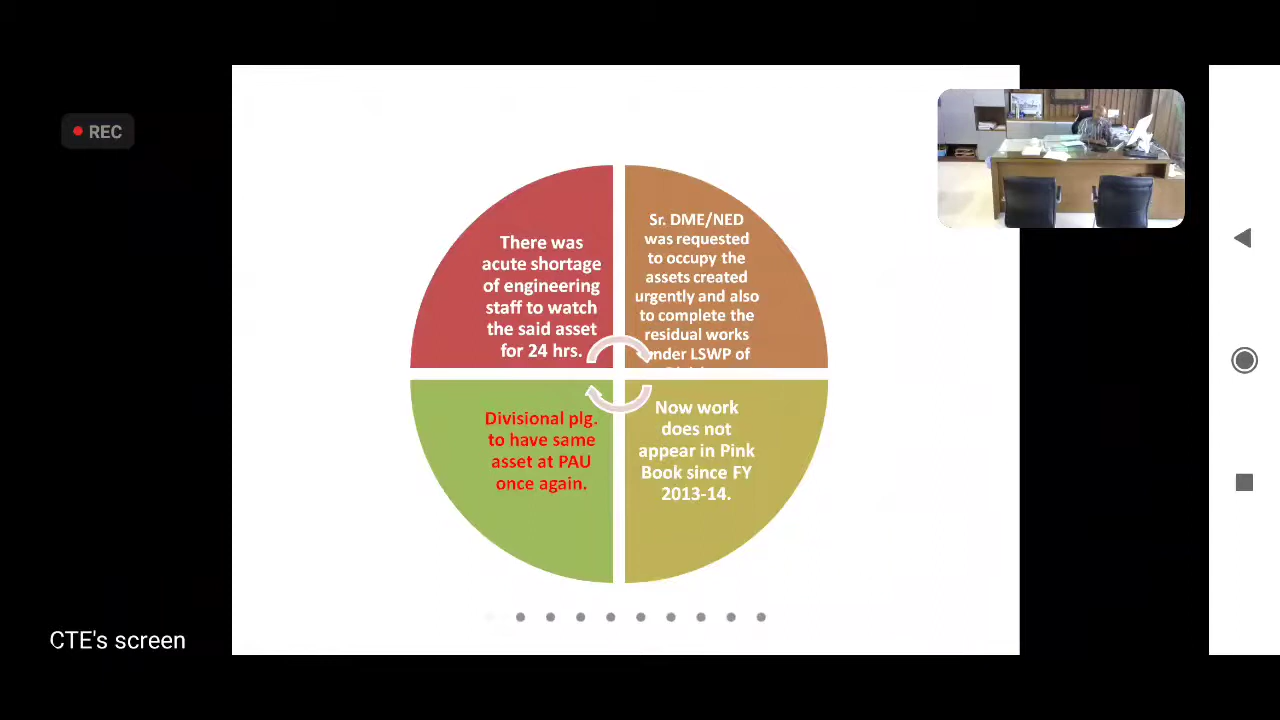 REC
There was
acute shortage
of engineering
staff to watch
the said asset
for 24 hrs.
Sr. DME/NED
was requested
to occupy the
assets created
urgently and also
to complete the
residual works
under LSWP of
Divisional plg.
to have same
asset at PAU
once again.
Now work
does not
appear in Pink
Book since FY
2013-14.
CTE's screen